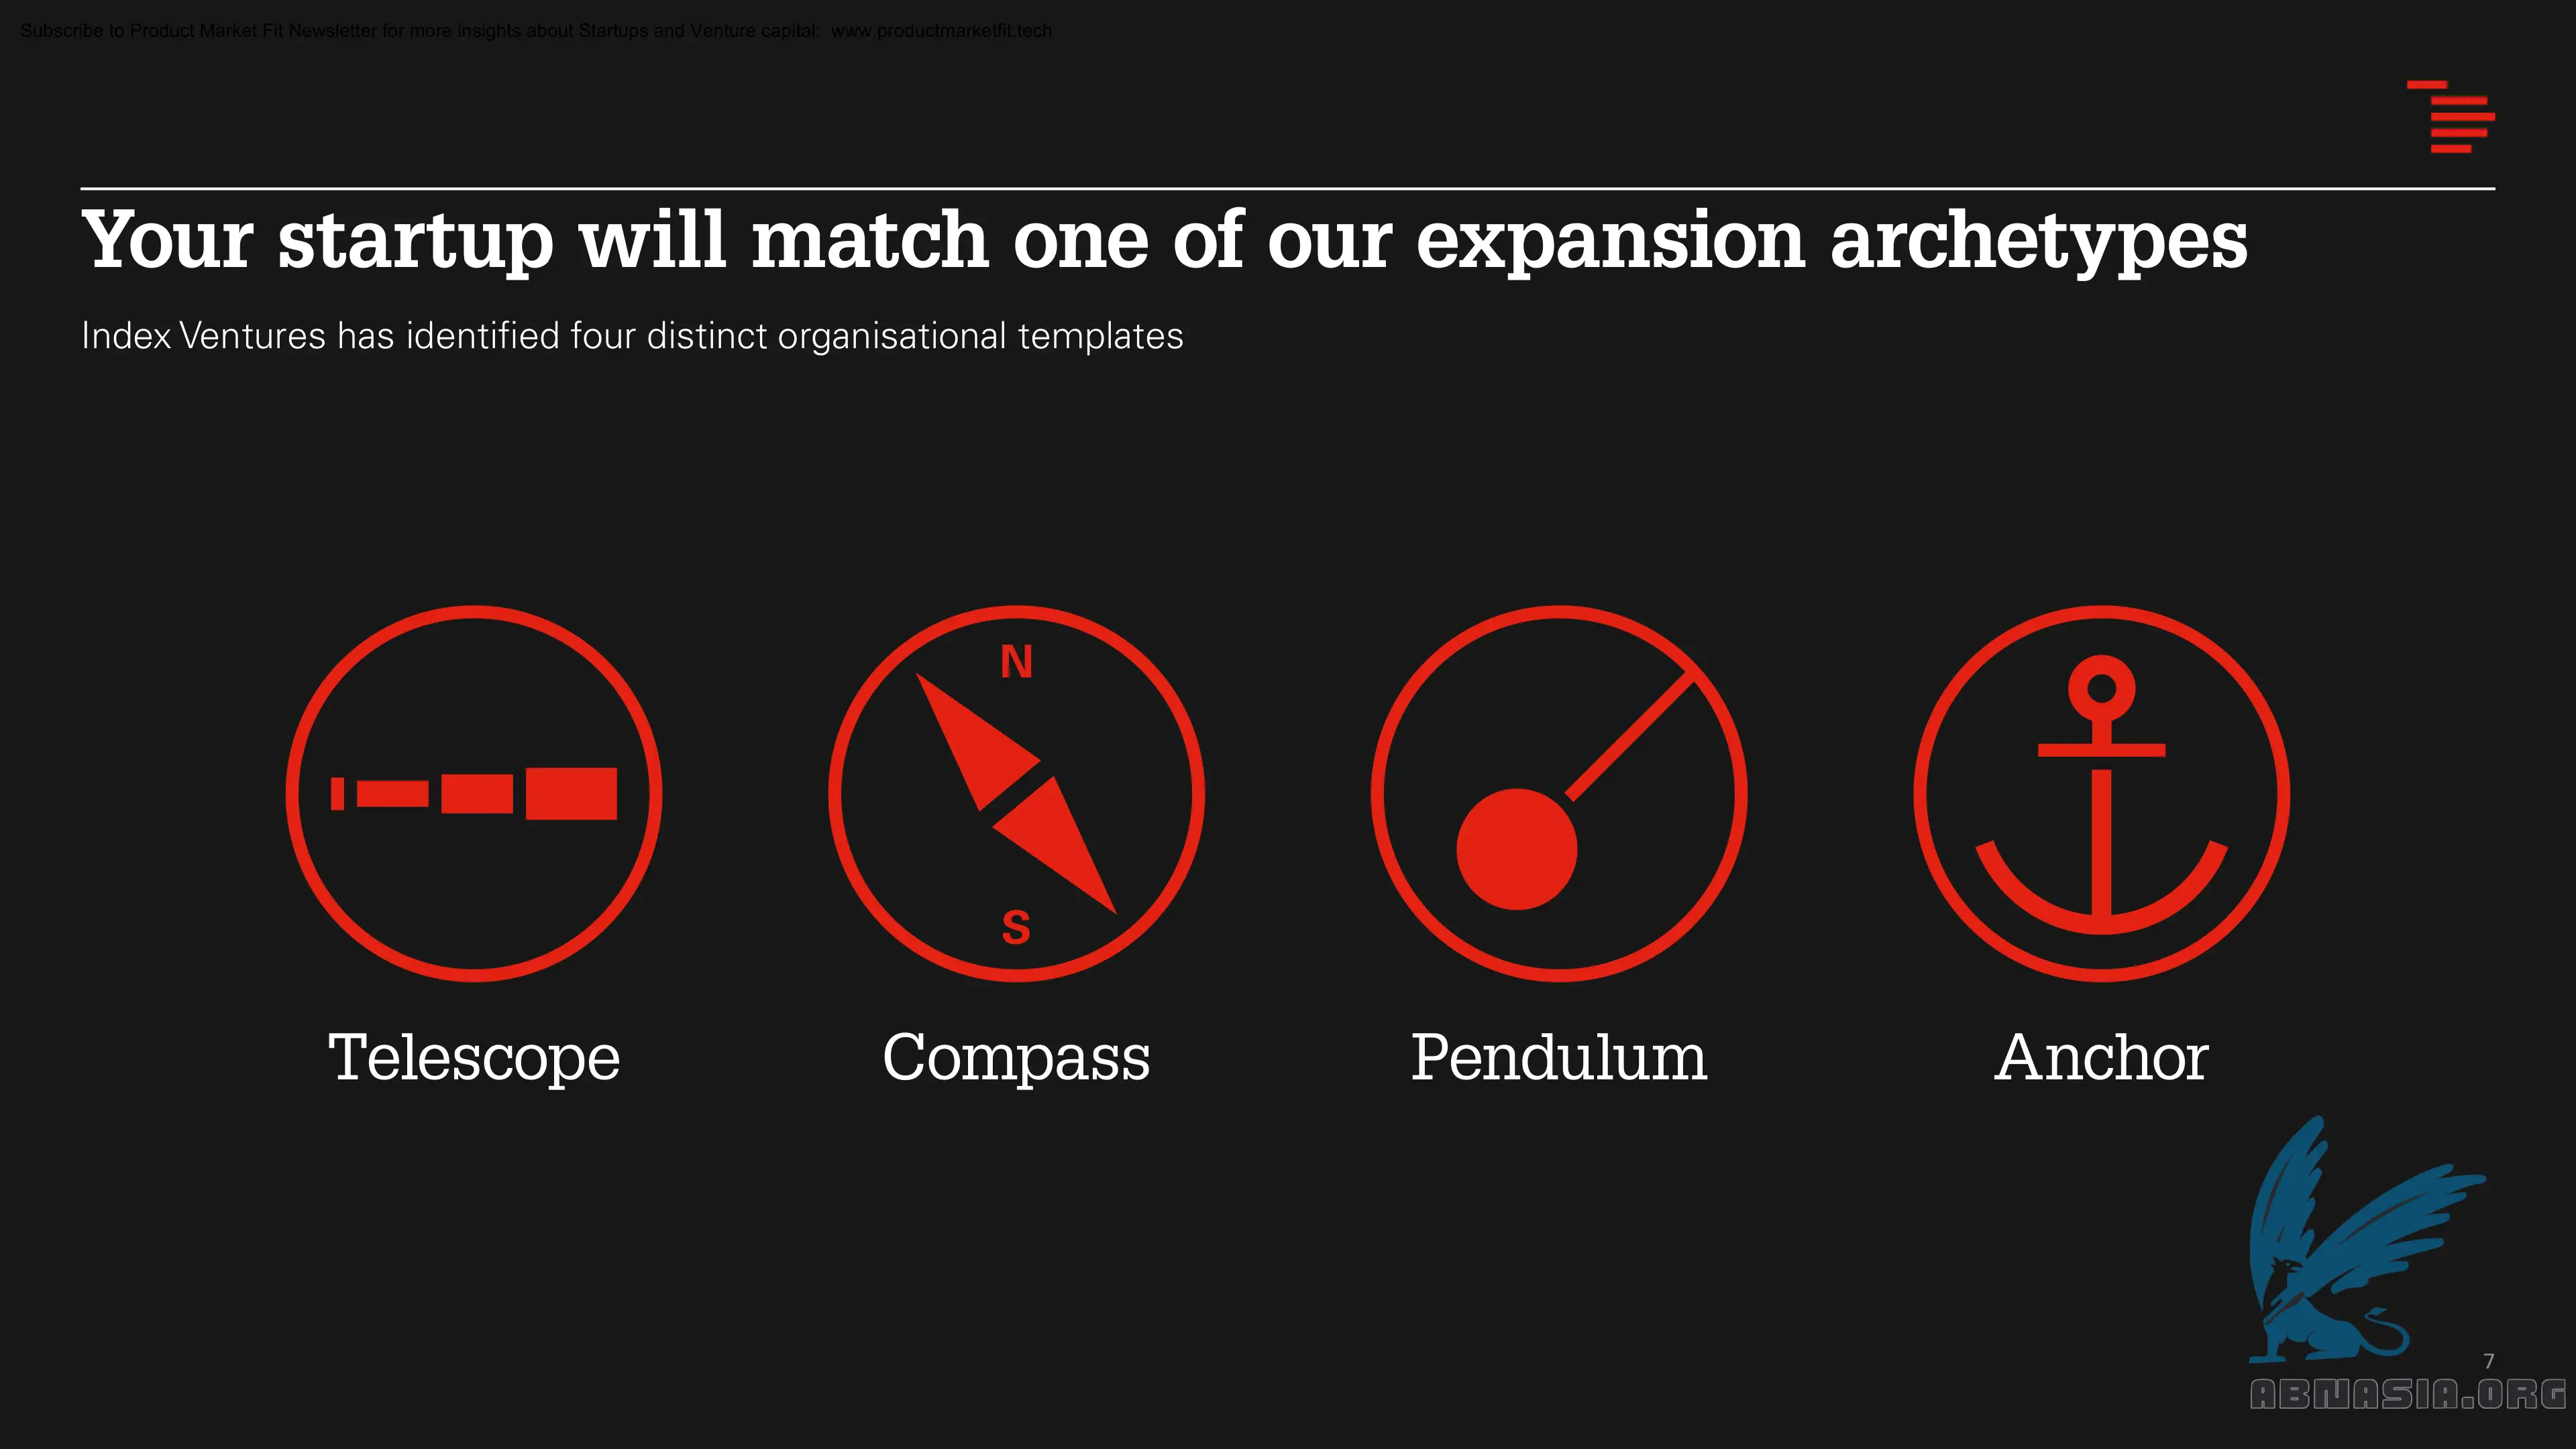 Subscribe to Product Market Fit Newsletter for more insights about Startups and Venture capital: www.productmarketfit.tech
Your startup will match one of our expansion archetypes
Index Ventures has identified four distinct organisational templates
N
S
Telescope
Compass
Pendulum
Anchor
7
ABNASIA.ORG